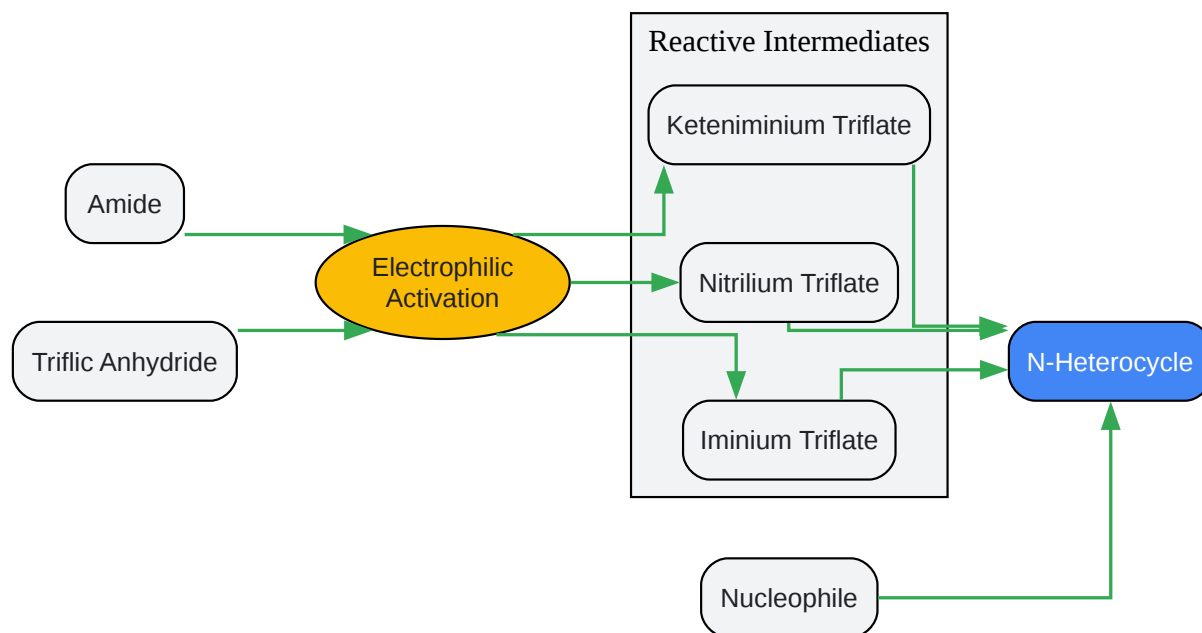 Reactive Intermediates
Keteniminium Triflate
Amide
Electrophilic
Activation
Nitrilium Triflate
Triflic Anhydride
N-Heterocycle
Iminium Triflate
Nucleophile